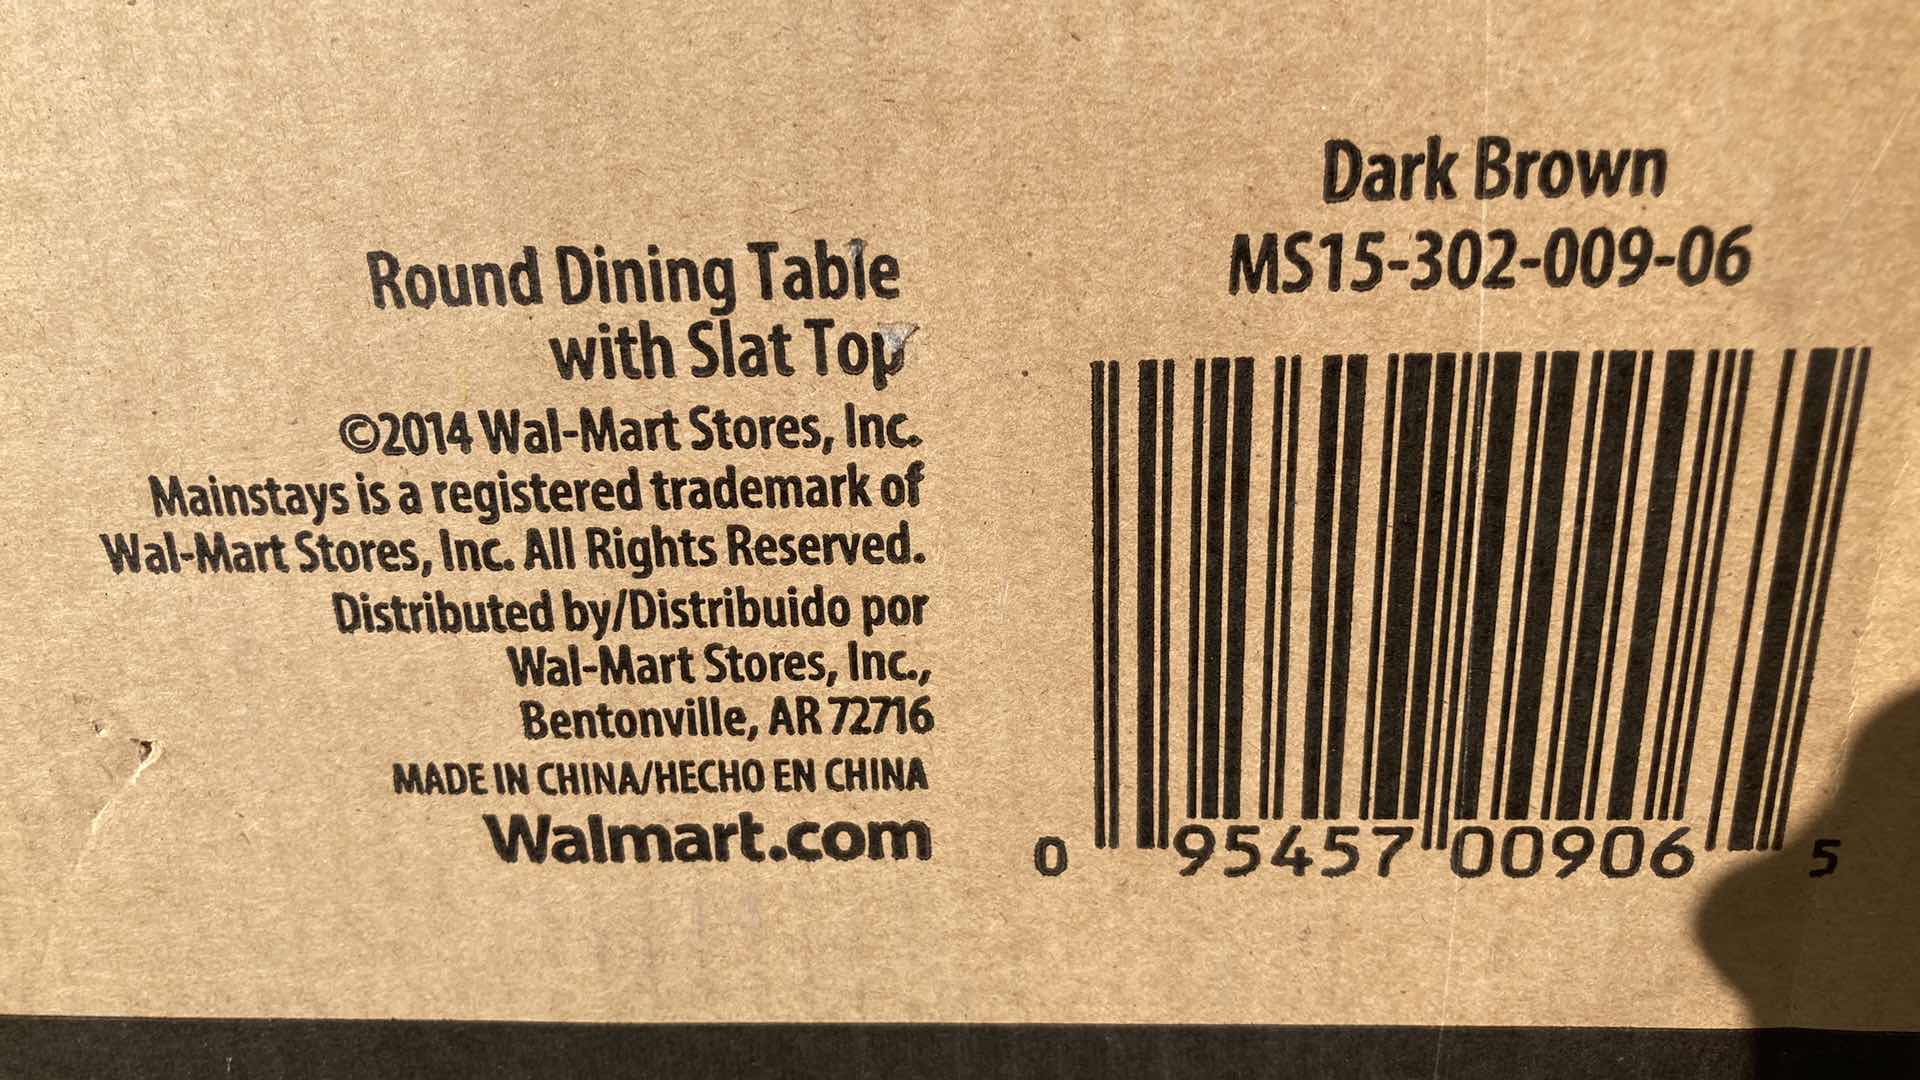 Round Dining Table
with Slat Top
©2014 Wal-Mart Stores, Inc.
Mainstays is a registered trademark of
Wal-Mart Stores, Inc. All Rights Reserved.
Distributed by/Distribuido por
Wal-Mart Stores, Inc.,
Bentonville, AR 72716
MADE IN CHINA/HECHO EN CHINA
Walmart.com
Dark Brown
MS15-302-009-06
0 95457 00906 5